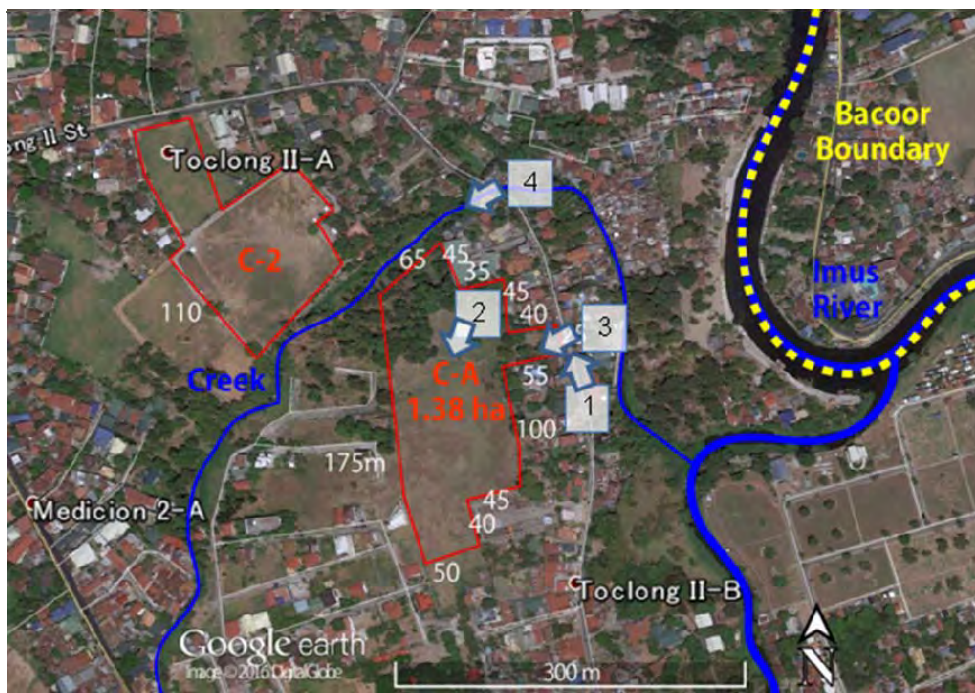 ong II St
Toclong II-A
Bacoor
Boundary
4
C-2
Imus
River
65
45
35
45
40
110
2
3
Creek
C-A
1.38 ha
55
1
100
175m
45
40
Medicion 2-A
50
Toclong II-B
Google earth
Image © 2016 DigitalGlobe
300 m
N